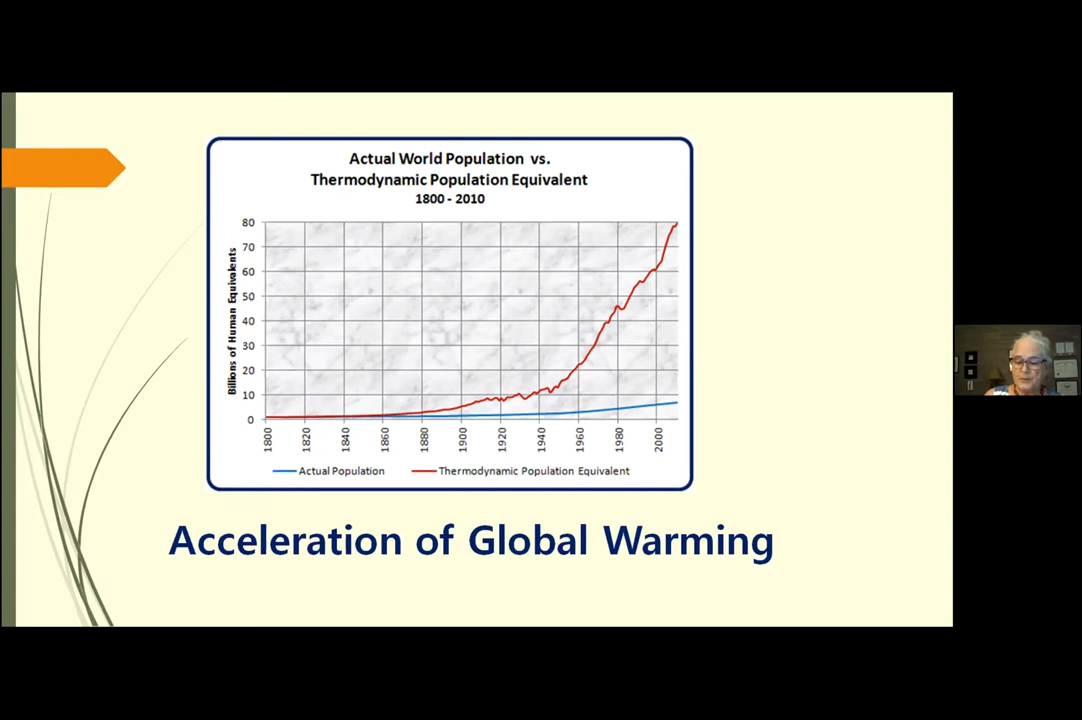 Actual World Population vs.
Thermodynamic Population Equivalent
1800 - 2010
Billions of Human Equivalents
80
70
60
50
40
30
20
10
0
1800
1820
1840
1860
1880
1900
1920
1940
1960
1980
2000
Actual Population
Thermodynamic Population Equivalent
Acceleration of Global Warming